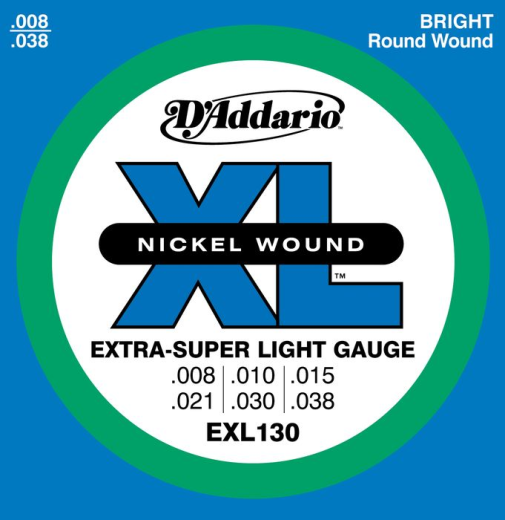 .008
.038
BRIGHT
Round Wound
D'Addario
XL
NICKEL WOUND
TM
EXTRA-SUPER LIGHT GAUGE
.008 .010 .015
.021 .030 .038
EXL130